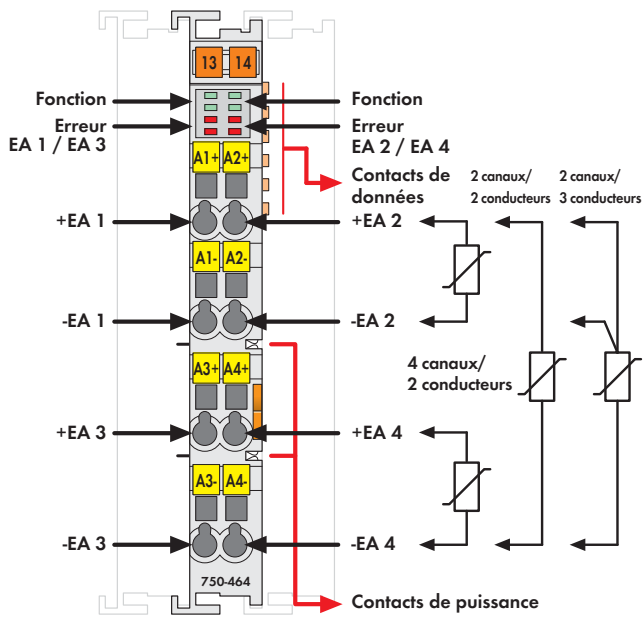 13 14
Fonction
Fonction
Erreur
EA 1 / EA 3
Erreur
EA 2 / EA 4
A1+ A2+
Contacts de
données
2 canaux/
2 conducteurs
2 canaux/
3 conducteurs
+EA 1
+EA 2
A1- A2-
-EA 1
-EA 2
4 canaux/
2 conducteurs
A3+ A4+
+EA 3
+EA 4
A3- A4-
-EA 3
-EA 4
750-464
Contacts de puissance